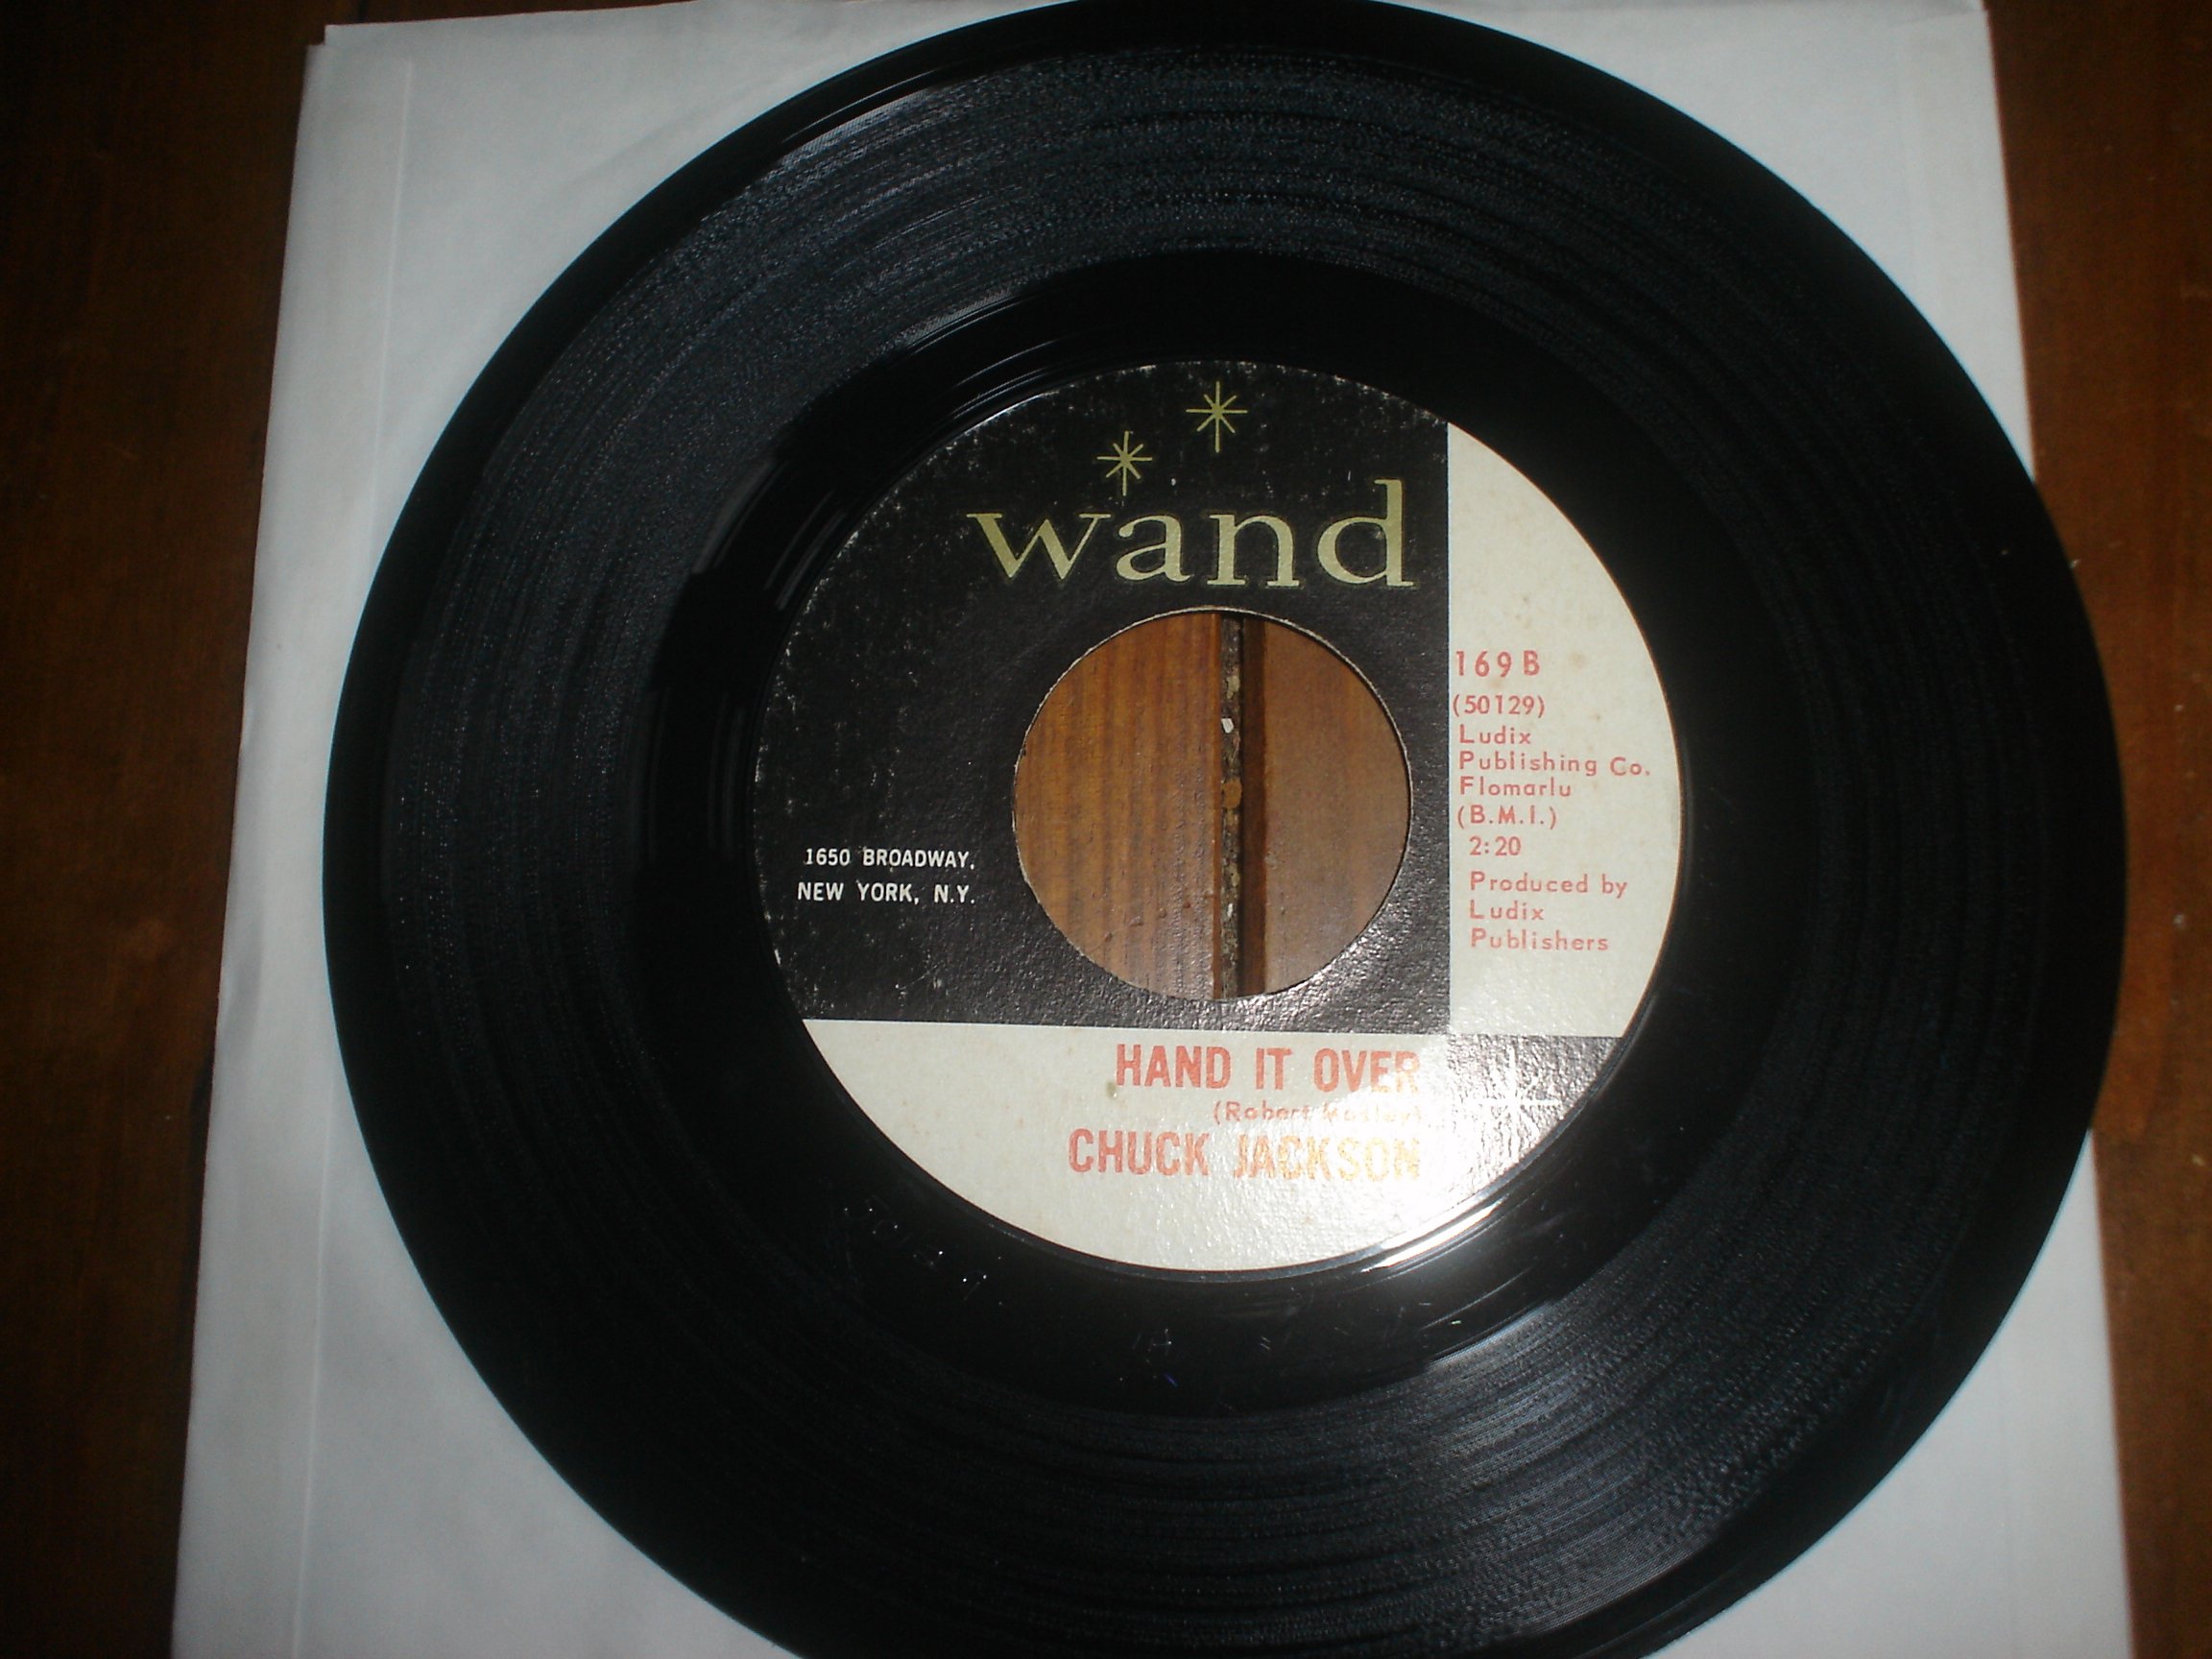 wand
169 B
(50129)
Ludix
Publishing Co.
Flomarlu
(B.M.I.)
2:20
Produced by
Ludix
Publishers
1650 BROADWAY,
NEW YORK, N.Y.
HAND IT OVER
(Robert
CHUCK JACKSON